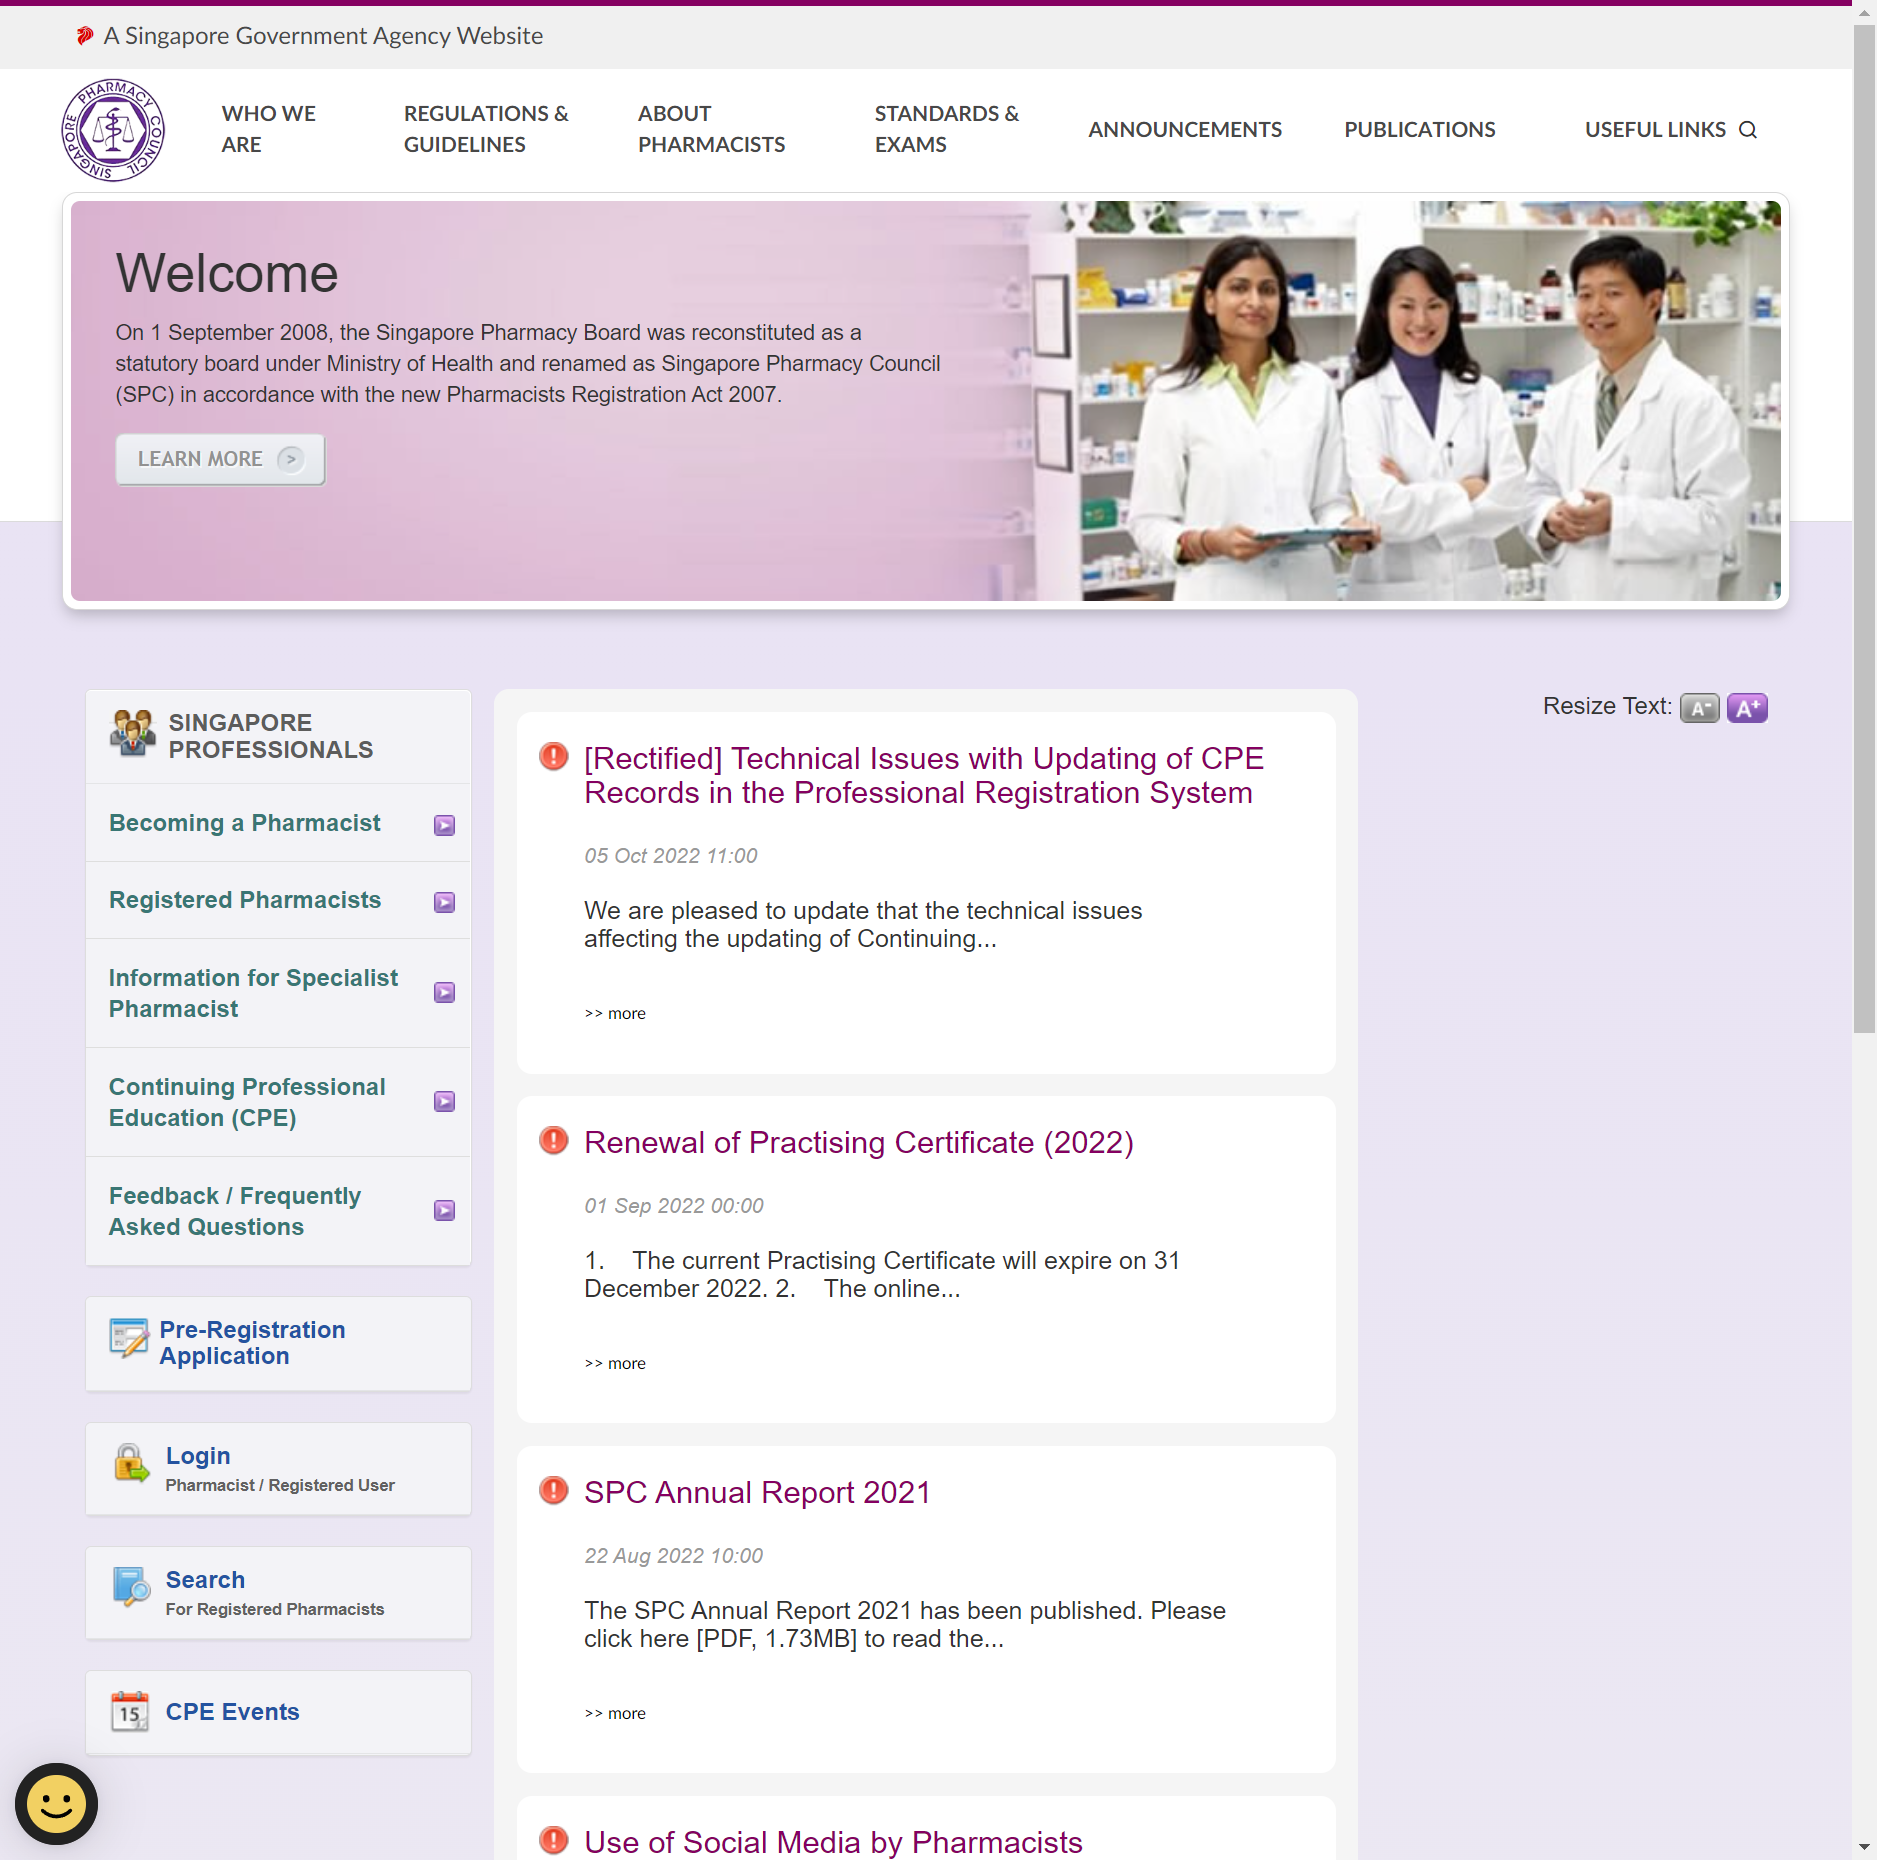 A Singapore Government Agency Website
SINGAPORE PHARMACY COUNCIL
WHO WE
ARE
REGULATIONS &
GUIDELINES
ABOUT
PHARMACISTS
STANDARDS &
EXAMS
ANNOUNCEMENTS
PUBLICATIONS
USEFUL LINKS
Welcome
On 1 September 2008, the Singapore Pharmacy Board was reconstituted as a
statutory board under Ministry of Health and renamed as Singapore Pharmacy Council
(SPC) in accordance with the new Pharmacists Registration Act 2007.
LEARN MORE >
SINGAPORE
PROFESSIONALS
Becoming a Pharmacist
Registered Pharmacists
Information for Specialist
Pharmacist
Continuing Professional
Education (CPE)
Feedback / Frequently
Asked Questions
Pre-Registration
Application
Login
Pharmacist / Registered User
Search
For Registered Pharmacists
15
CPE Events
[Rectified] Technical Issues with Updating of CPE
Records in the Professional Registration System
05 Oct 2022 11:00
We are pleased to update that the technical issues
affecting the updating of Continuing...
>> more
Renewal of Practising Certificate (2022)
01 Sep 2022 00:00
1. The current Practising Certificate will expire on 31
December 2022. 2. The online...
>> more
SPC Annual Report 2021
22 Aug 2022 10:00
The SPC Annual Report 2021 has been published. Please
click here [PDF, 1.73MB] to read the...
>> more
Use of Social Media by Pharmacists
Resize Text: A- A+